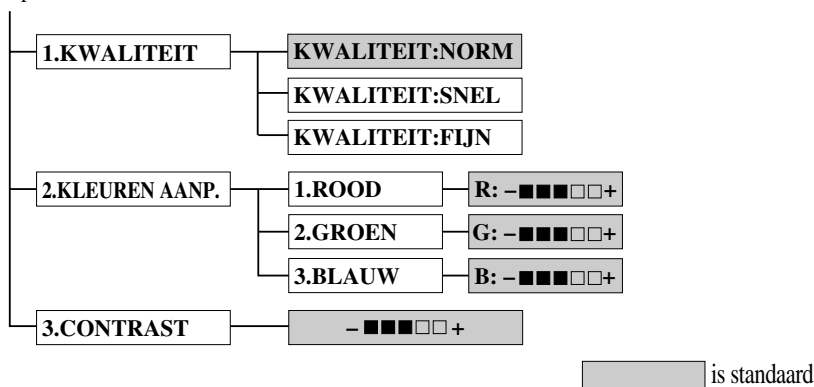 1.KWALITEIT
KWALITEIT:NORM
KWALITEIT:SNEL
KWALITEIT:FIJN
2.KLEUREN AANP.
1.ROOD
R: –■■■□□+
2.GROEN
G: –■■■□□+
3.BLAUW
B: –■■■□□+
3.CONTRAST
–■■■□□+
is standaard